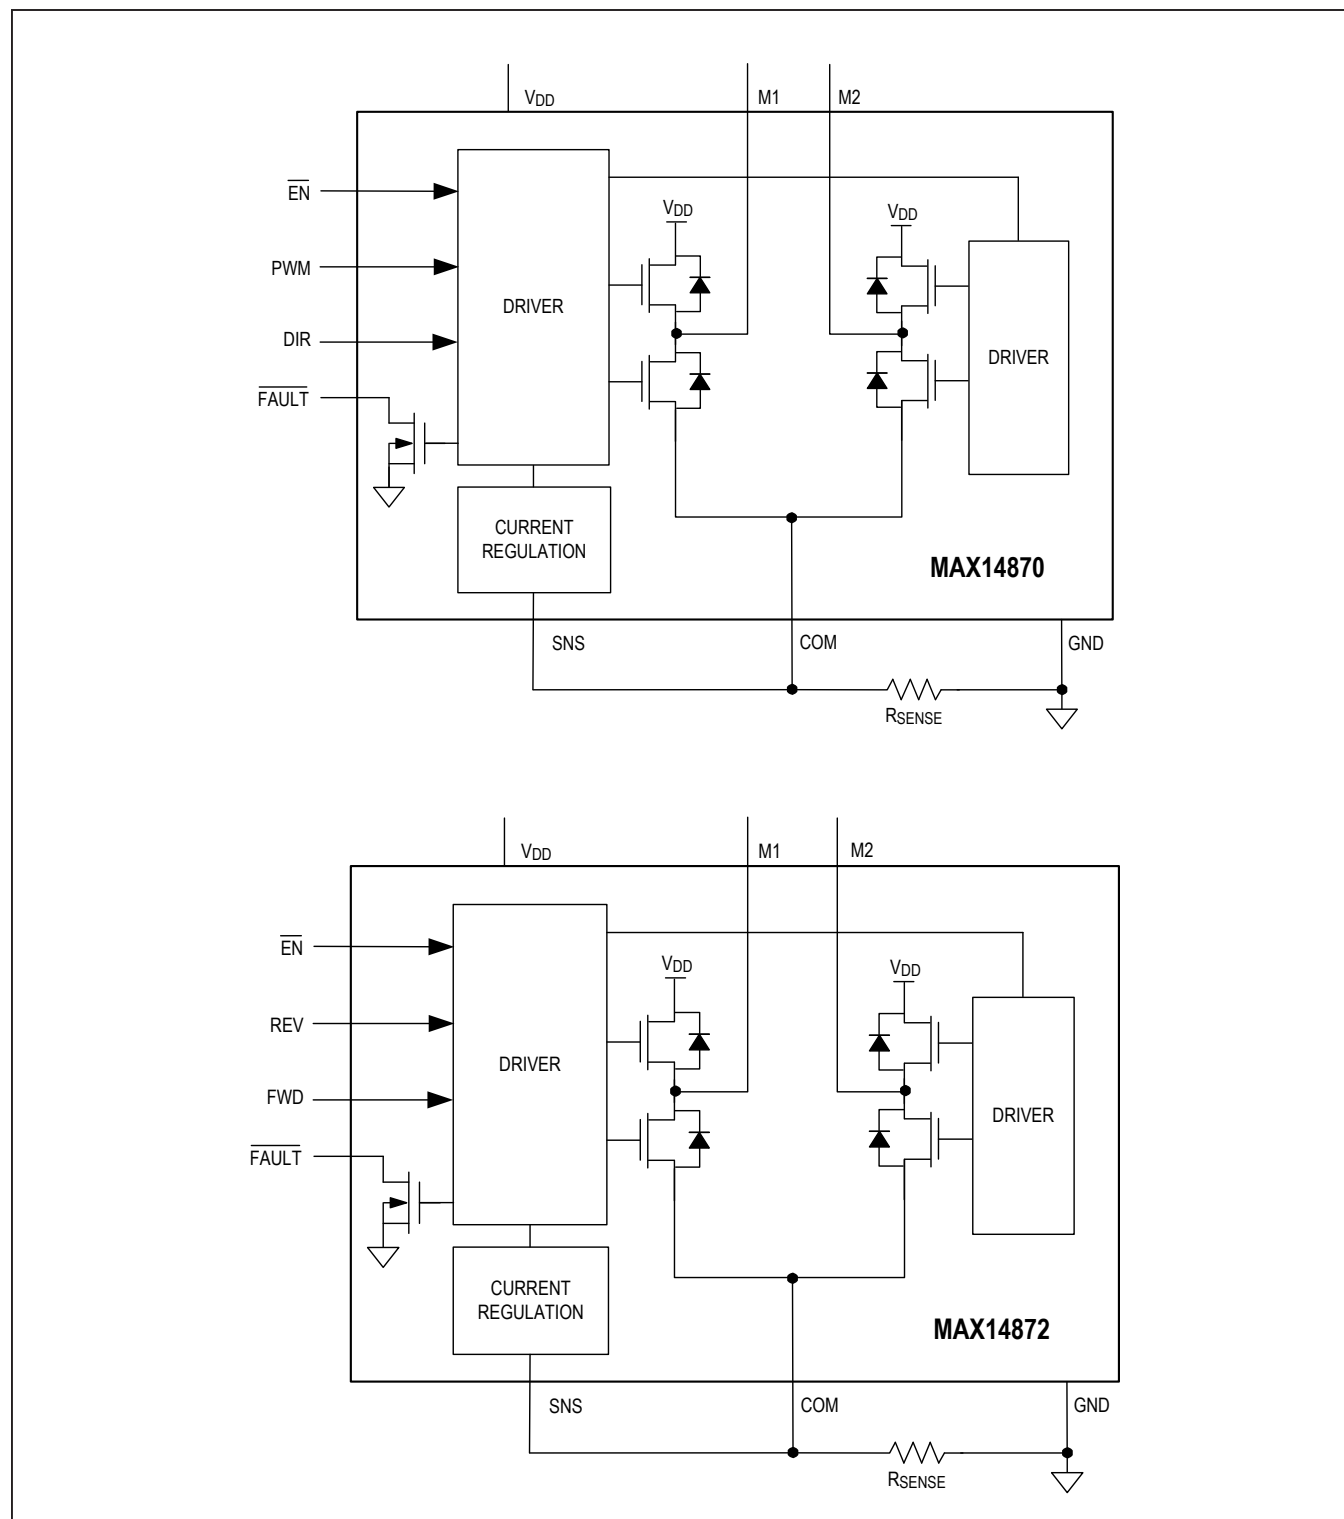 VDD
M1
M2
EN
PWM
DIR
FAULT
DRIVER
VDD
VDD
DRIVER
CURRENT
REGULATION
MAX14870
SNS
COM
GND
RSENSE
VDD
M1
M2
EN
REV
FWD
FAULT
DRIVER
VDD
VDD
DRIVER
CURRENT
REGULATION
MAX14872
SNS
COM
GND
RSENSE